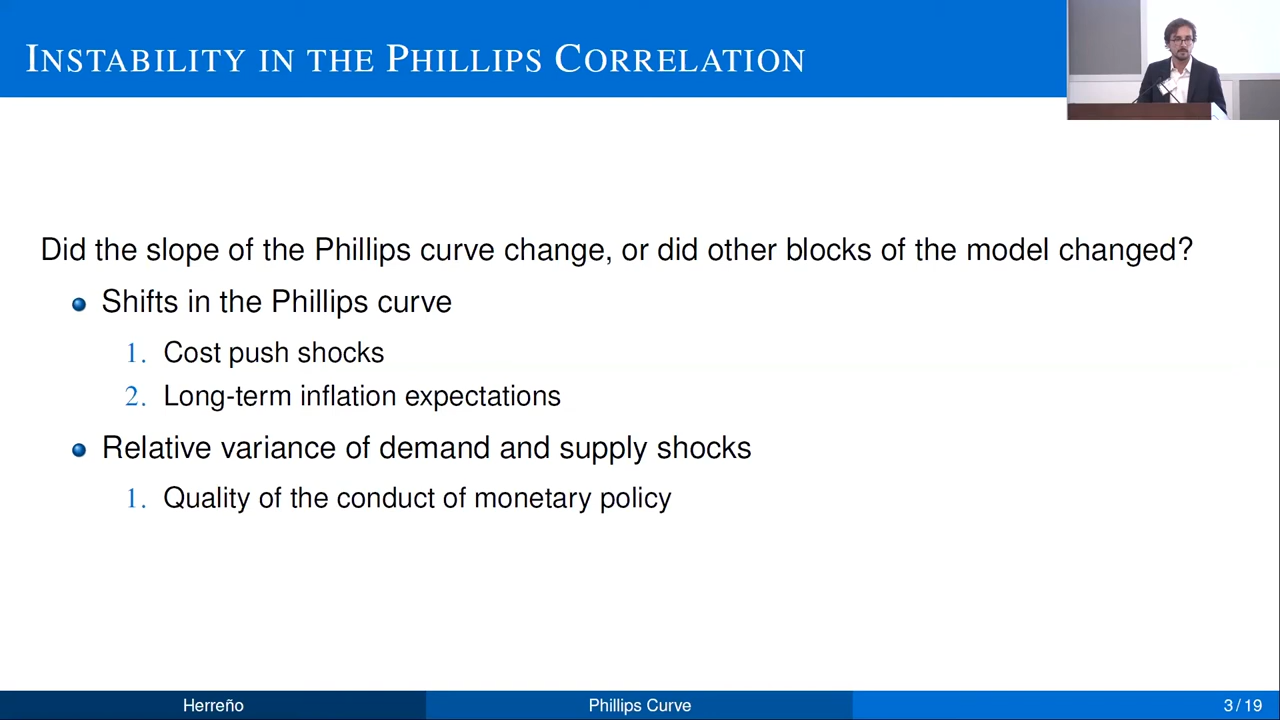 INSTABILITY IN THE PHILLIPS CORRELATION
Did the slope of the Phillips curve change, or did other blocks of the model changed?
Shifts in the Phillips curve
1. Cost push shocks
2. Long-term inflation expectations
Relative variance of demand and supply shocks
1. Quality of the conduct of monetary policy
Herreño
Phillips Curve
3 / 19